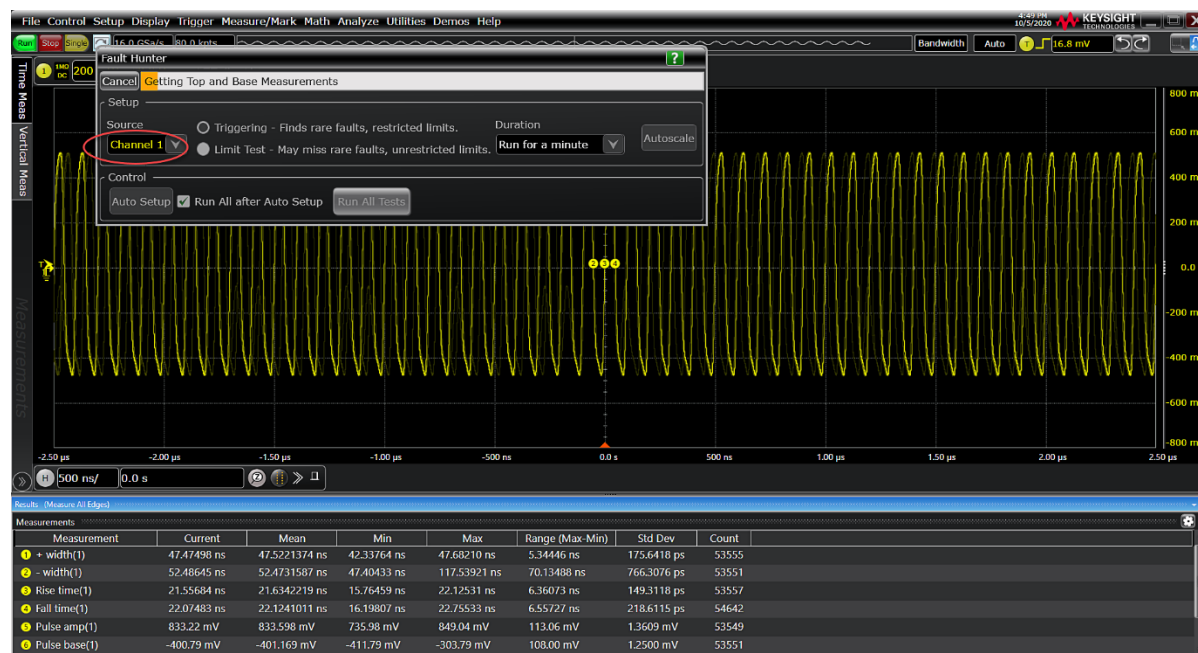 File Control Setup Display Trigger Measure/Mark Math Analyze Utilities Demos Help
4:49 PM
10/5/2020
KEYSIGHT
TECHNOLOGIES
Run Stop Single 16.0 GSa/s 80.0 kpts Bandwidth Auto T 16.8 mV
1 1MΩ DC 200
Time Meas
Vertical Meas
Measurements
Fault Hunter ?
Cancel Getting Top and Base Measurements
Setup
Source
Channel 1
Triggering - Finds rare faults, restricted limits.
Limit Test - May miss rare faults, unrestricted limits.
Duration
Run for a minute
Autoscale
Control
Auto Setup Run All after Auto Setup Run All Tests
800 m
600 m
400 m
200 m
0.0
-200 m
-400 m
-600 m
-800 m
T
2 3 4
-2.50 µs -2.00 µs -1.50 µs -1.00 µs -500 ns 0.0 s 500 ns 1.00 µs 1.50 µs 2.00 µs 2.50 µs
H 500 ns/ 0.0 s
Results (Measure All Edges)
Measurements
Measurement Current Mean Min Max Range (Max-Min) Std Dev Count
1 + width(1) 47.47498 ns 47.5221374 ns 42.33764 ns 47.68210 ns 5.34446 ns 175.6418 ps 53555
2 - width(1) 52.48645 ns 52.4731587 ns 47.40433 ns 117.53921 ns 70.13488 ns 766.3076 ps 53551
3 Rise time(1) 21.55684 ns 21.6342219 ns 15.76459 ns 22.12531 ns 6.36073 ns 149.3118 ps 53557
4 Fall time(1) 22.07483 ns 22.1241011 ns 16.19807 ns 22.75533 ns 6.55727 ns 218.6115 ps 54642
5 Pulse amp(1) 833.22 mV 833.598 mV 735.98 mV 849.04 mV 113.06 mV 1.3609 mV 53549
6 Pulse base(1) -400.79 mV -401.169 mV -411.79 mV -303.79 mV 108.00 mV 1.2500 mV 53551